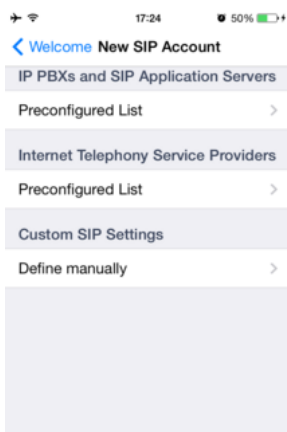 17:24
50%
Welcome New SIP Account
IP PBXs and SIP Application Servers
Preconfigured List
Internet Telephony Service Providers
Preconfigured List
Custom SIP Settings
Define manually